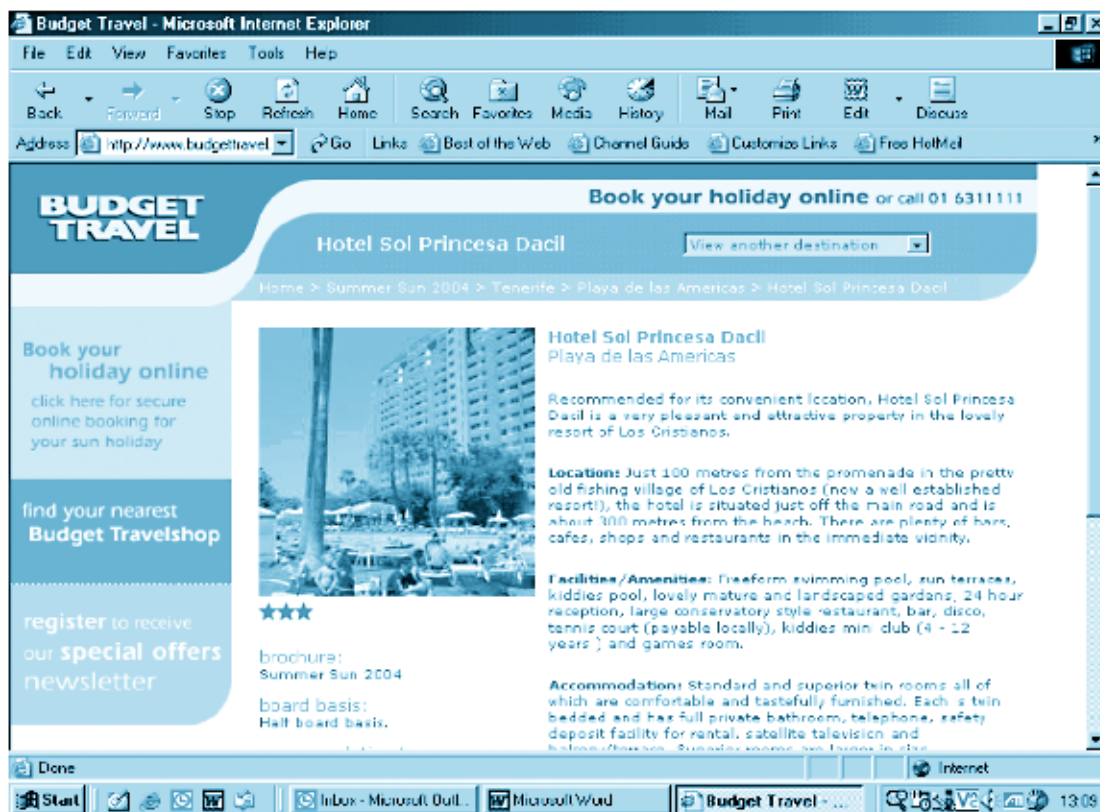 Budget Travel - Microsoft Internet Explorer
File Edit View Favorites Tools Help
Back Forward Stop Refresh Home Search Favorites Media History Mail Print Edit Discuss
Address http://www.budgettravel Go Links Best of the Web Channel Guide Customize Links Free HotMail
BUDGET
TRAVEL
Book your holiday online or call 01 6311111
Hotel Sol Princesa Dacil
View another destination
Home > Summer Sun 2004 > Tenerife > Playa de las Americas > Hotel Sol Princesa Dacil
Book your
holiday online
click here for secure
online booking for
your sun holiday
find your nearest
Budget Travelshop
register to receive
our special offers
newsletter
★★★
brochure:
Summer Sun 2004
board basis:
Half board basis.
Hotel Sol Princesa Dacil
Playa de las Americas
Recommended for its convenient location, Hotel Sol Princesa
Dacil is a very pleasant and attractive property in the lovely
resort of Los Cristianos.
Location: Just 100 metres from the promenade in the pretty
old fishing village of Los Cristianos (now a well established
resort!), the hotel is situated just off the main road and is
about 300 metres from the beach. There are plenty of bars,
cafes, shops and restaurants in the immediate vicinity.
Facilities/Amenities: Freeform swimming pool, sun terraces,
kiddies pool, lovely mature and landscaped gardens, 24 hour
reception, large conservatory style restaurant, bar, disco,
tennis court (payable locally), kiddies mini club (4 - 12
years ) and games room.
Accommodation: Standard and superior twin rooms all of
which are comfortable and tastefully furnished. Each is twin
bedded and has full private bathroom, telephone, safety
deposit facility for rental, satellite television and
balcony/terrace. Superior rooms are larger in size
Done Internet
Start Inbox - Microsoft Outl... Microsoft Word Budget Travel - ... 13:09